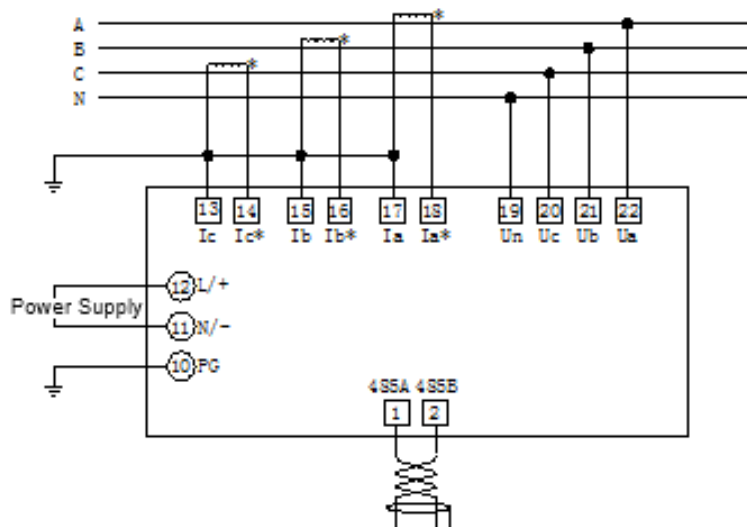 A
B
C
N
13 14 15 16 17 18 19 20 21 22
Ic Ic* Ib Ib* Ia Ia* Un Uc Ub Ua
12 L/+
Power Supply
11 N/-
10 PG
485A 485B
1 2